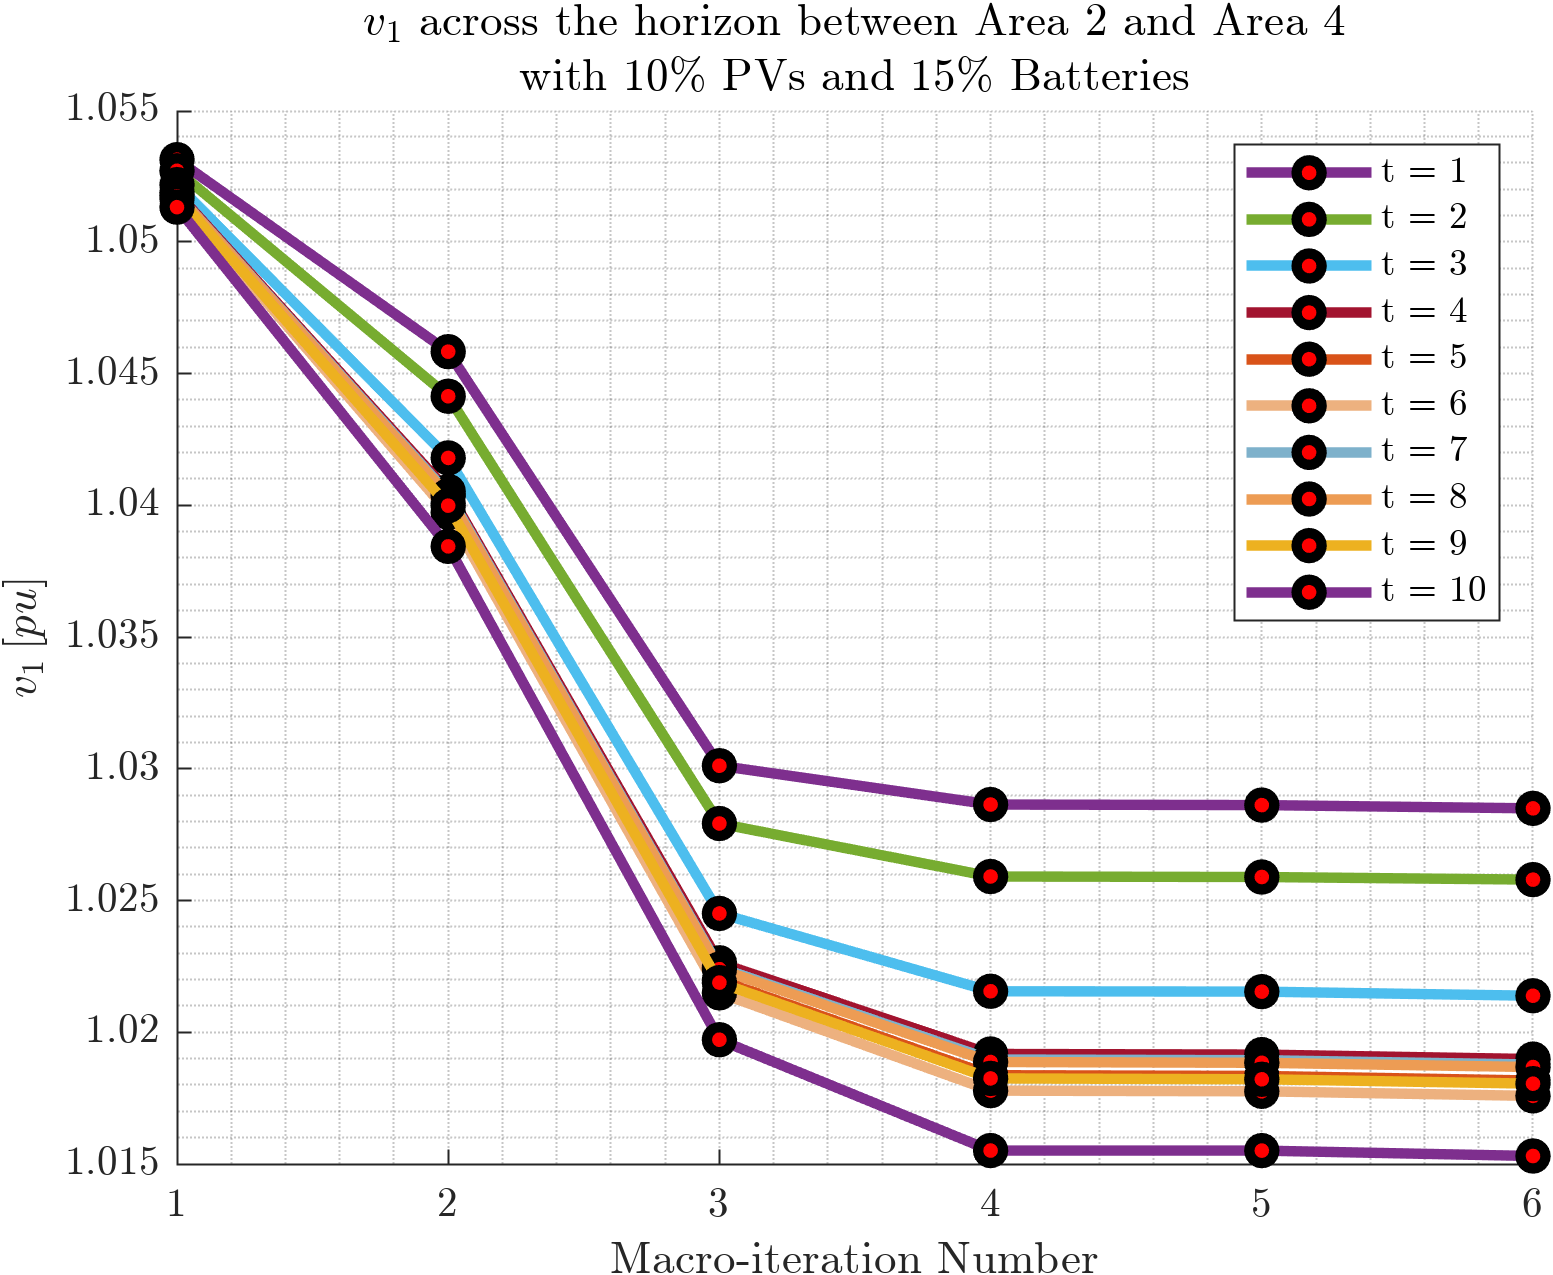 v₁ across the horizon between Area 2 and Area 4
with 10% PVs and 15% Batteries
1.055
1.05
1.045
1.04
1.035
1.03
1.025
1.02
1.015
v₁ [pu]
t = 1
t = 2
t = 3
t = 4
t = 5
t = 6
t = 7
t = 8
t = 9
t = 10
1 2 3 4 5 6
Macro-iteration Number